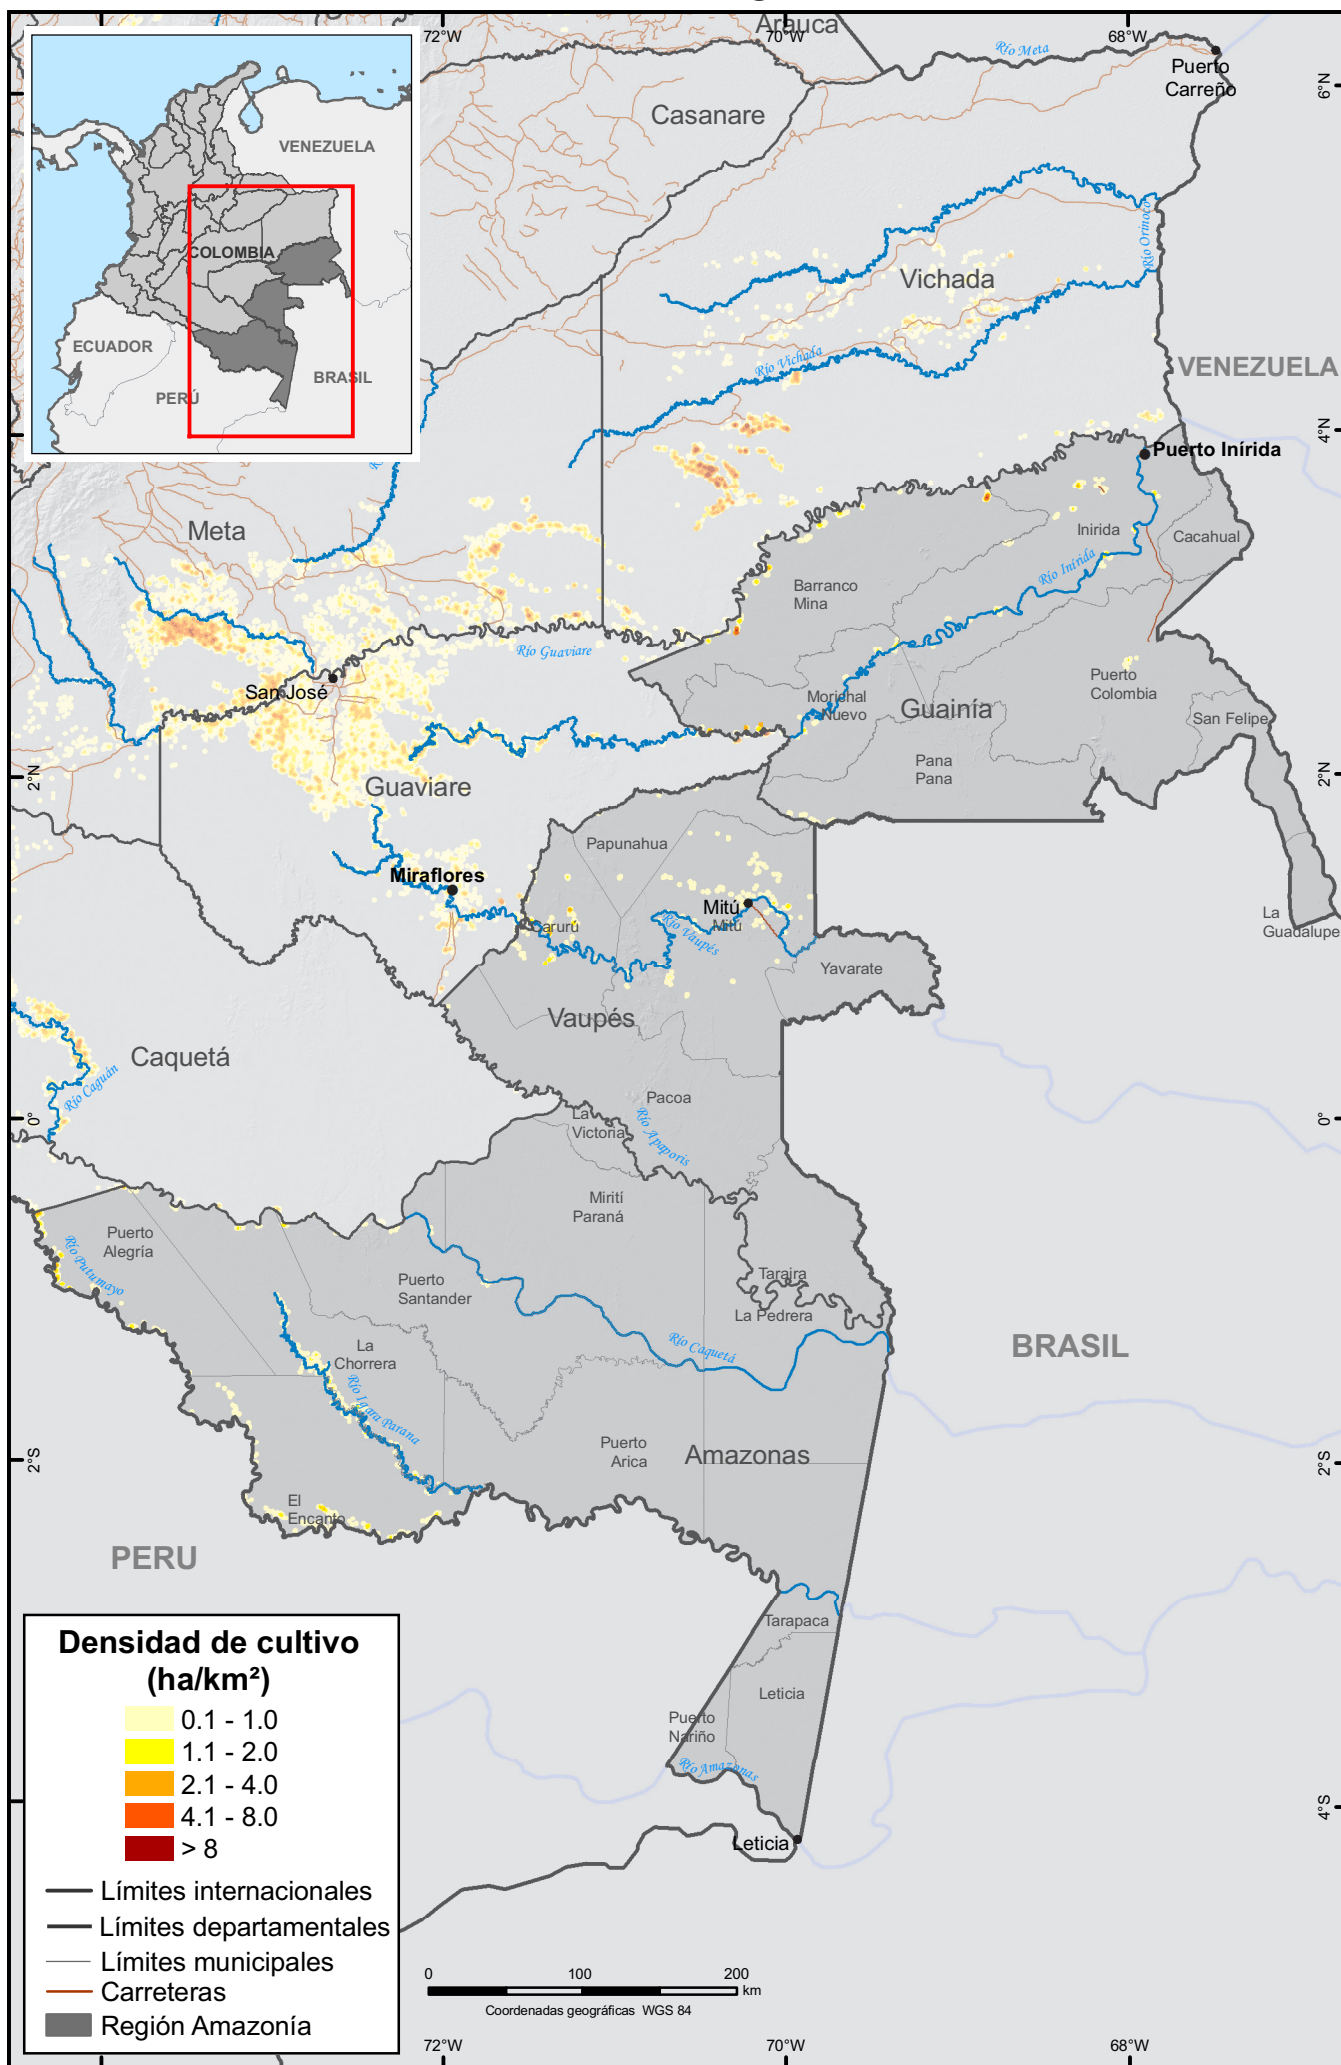 72°W
70°W
68°W
Arauca
Río Meta
Puerto
Carreño
6°N
Casanare
VENEZUELA
COLOMBIA
ECUADOR
PERÚ
BRASIL
Río Orinoco
Vichada
Río Vichada
VENEZUELA
4°N
Puerto Inírida
Meta
Inirida
Cacahual
Río Inírida
Barranco
Mina
Río Guaviare
San José
Puerto
Colombia
Morichal
Nuevo
Guainía
San Felipe
Pana
Pana
2°N
2°N
Guaviare
Papunahua
Miraflores
Mitú
Mitú
Carurú
Río Vaupés
La
Guadalupe
Yavarate
Vaupés
Caquetá
Río Caguán
Pacoa
0°
0°
La
Victoria
Río Apaporis
Mirití
Paraná
Puerto
Alegría
Río Putumayo
Puerto
Santander
Taraira
La Pedrera
La
Chorrera
Río Caquetá
BRASIL
Río Igara Parana
Puerto
Arica
Amazonas
2°S
2°S
El
Encanto
PERU
Tarapaca
Leticia
Puerto
Nariño
Río Amazonas
4°S
Leticia
Densidad de cultivo
(ha/km²)
0.1 - 1.0
1.1 - 2.0
2.1 - 4.0
4.1 - 8.0
> 8
Límites internacionales
Límites departamentales
Límites municipales
Carreteras
Región Amazonía
0 100 200
km
Coordenadas geográficas WGS 84
72°W
70°W
68°W